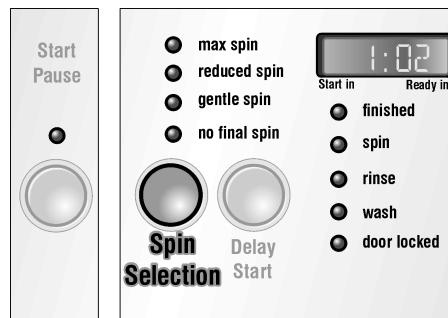 Start
Pause
max spin
reduced spin
gentle spin
no final spin
Spin
Selection
Delay
Start
1:02
Start in
Ready in
finished
spin
rinse
wash
door locked